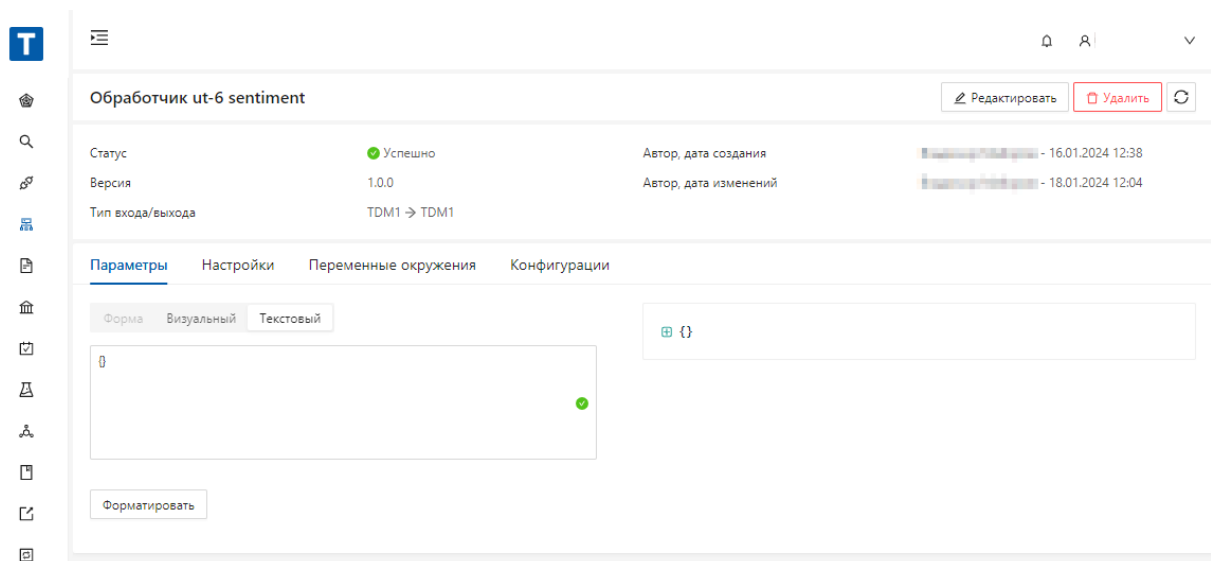 T
Обработчик ut-6 sentiment
Редактировать
Удалить
Статус
Успешно
Автор, дата создания
- 16.01.2024 12:38
Версия
1.0.0
Автор, дата изменений
- 18.01.2024 12:04
Тип входа/выхода
TDM1 → TDM1
Параметры
Настройки
Переменные окружения
Конфигурации
Форма
Визуальный
Текстовый
{}
{}
Форматировать